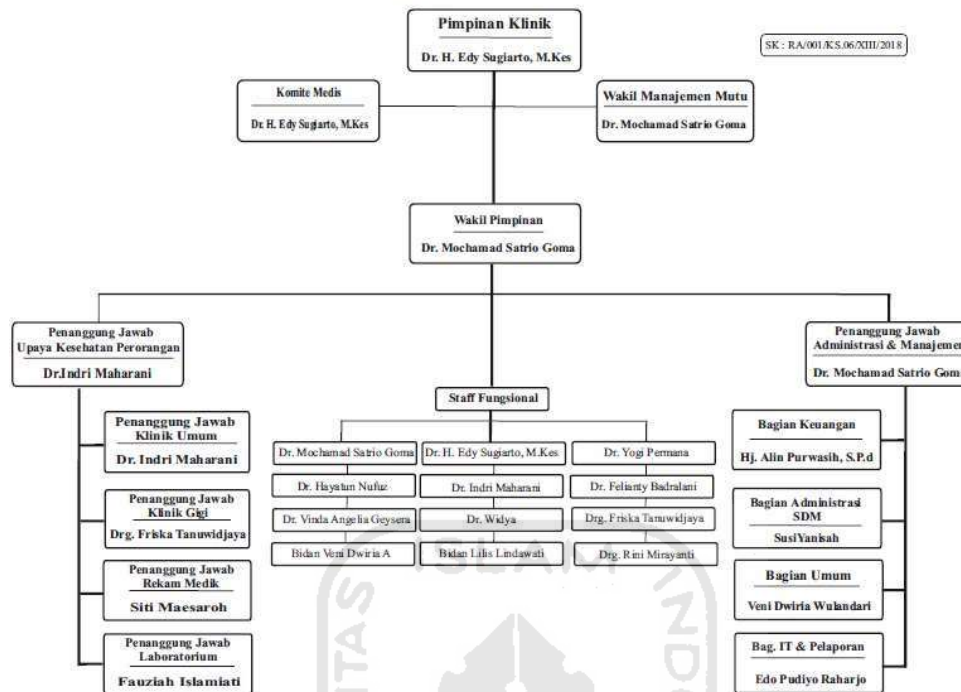 Pimpinan Klinik
Dr. H. Edy Sugiarto, M.Kes
SK : RA/001/KS.06/XIII/2018
Komite Medis
Dr. H. Edy Sugiarto, M.Kes
Wakil Manajemen Mutu
Dr. Mochamad Satrio Goma
Wakil Pimpinan
Dr. Mochamad Satrio Goma
Penanggung Jawab
Upaya Kesehatan Perorangan
Dr.Indri Maharani
Penanggung Jawab
Administrasi & Manajemen
Dr. Mochamad Satrio Goma
Penanggung Jawab
Klinik Umum
Dr. Indri Maharani
Penanggung Jawab
Klinik Gigi
Drg. Friska Tanuwidjaya
Penanggung Jawab
Rekam Medik
Siti Maesaroh
Penanggung Jawab
Laboratorium
Fauziah Islamiati
Staff Fungsional
Dr. Mochamad Satrio Goma
Dr. H. Edy Sugiarto, M.Kes
Dr. Yogi Permana
Dr. Hayatun Nufuz
Dr. Indri Maharani
Dr. Felianty Badralani
Dr. Vinda Angelia Geysera
Dr. Widya
Drg. Friska Tanuwidjaya
Bidan Veni Dwiria A
Bidan Lilis Lindawati
Drg. Rini Mirayanti
Bagian Keuangan
Hj. Alin Purwasih, S.P.d
Bagian Administrasi
SDM
SusiYanisah
Bagian Umum
Veni Dwiria Wulandari
Bag. IT & Pelaporan
Edo Pudiyo Raharjo
ITAS ISLAM IND